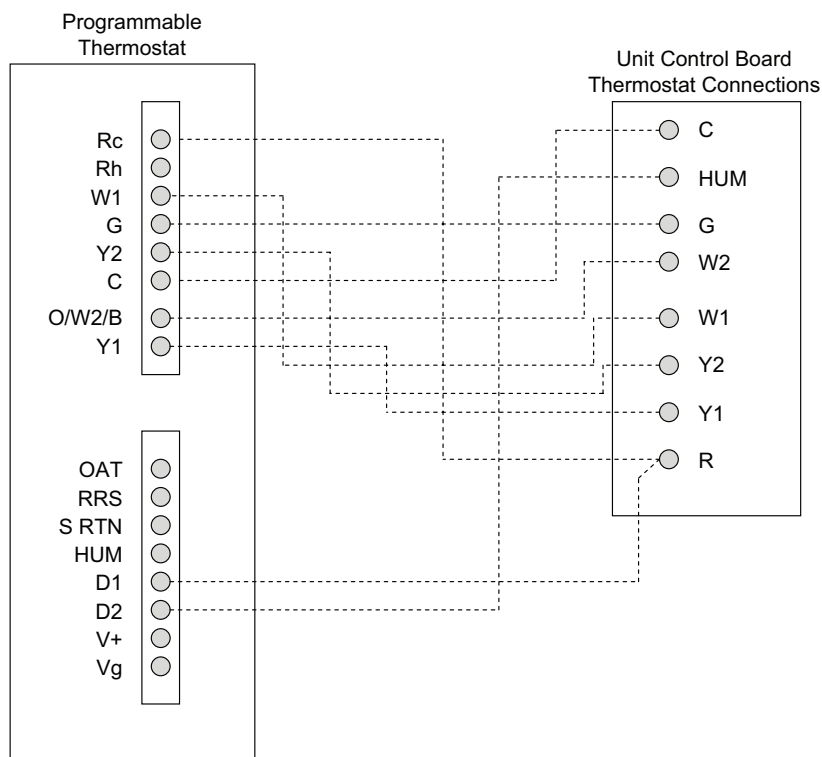 Programmable
Thermostat
Rc
Rh
W1
G
Y2
C
O/W2/B
Y1
OAT
RRS
S RTN
HUM
D1
D2
V+
Vg
Unit Control Board
Thermostat Connections
C
HUM
G
W2
W1
Y2
Y1
R